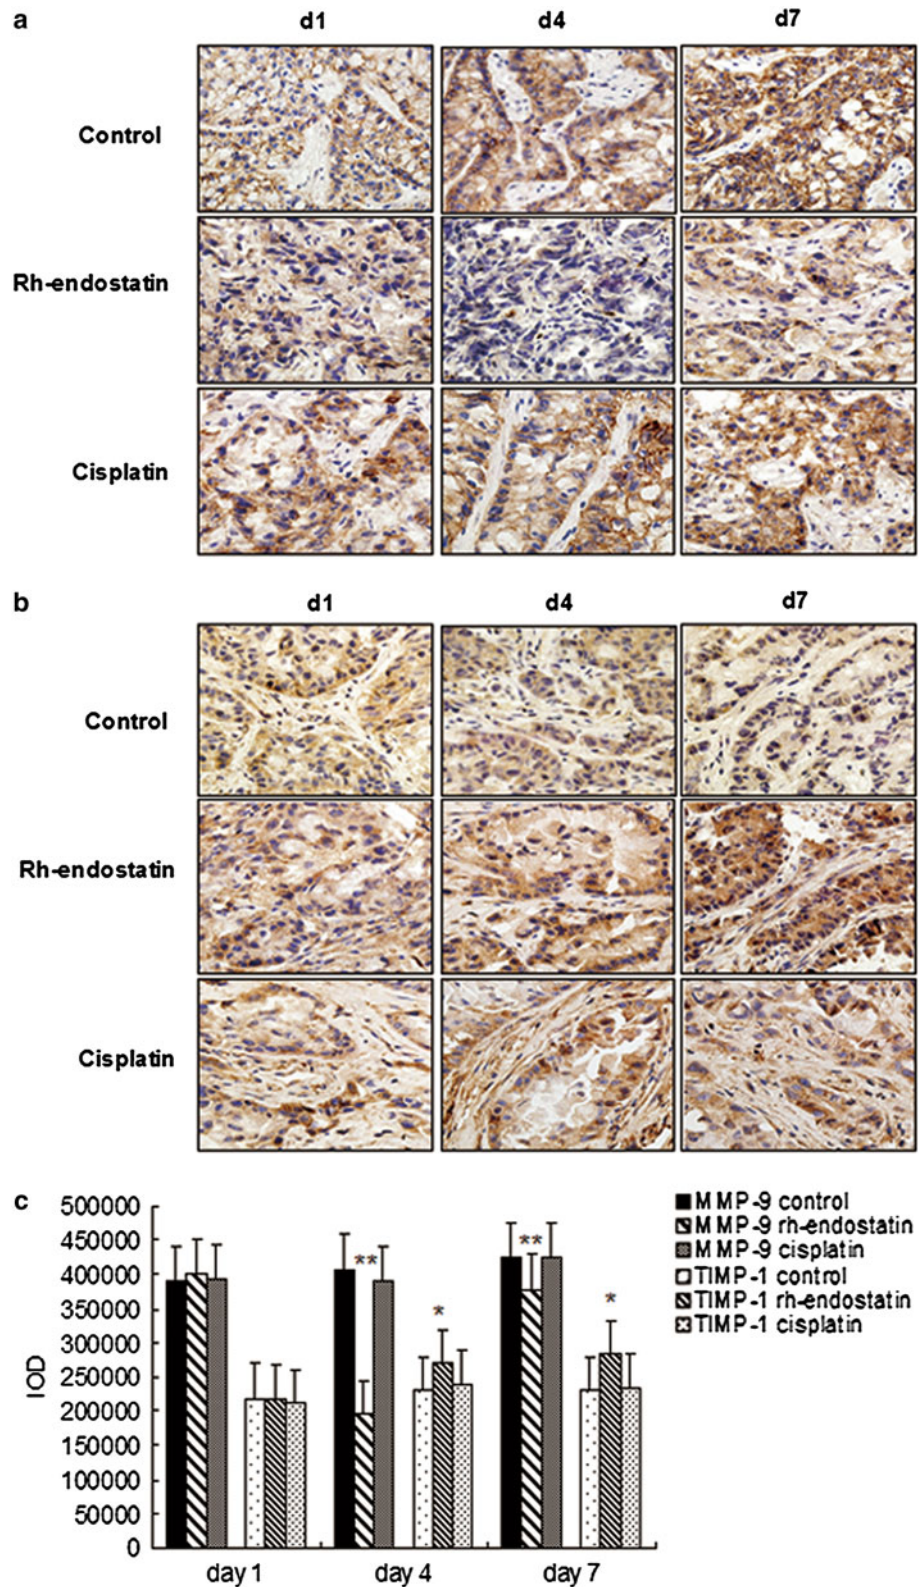 a
d1 d4 d7
Control
Rh-endostatin
Cisplatin
b
d1 d4 d7
Control
Rh-endostatin
Cisplatin
c
500000
450000
400000
350000
300000
250000
200000
150000
100000
50000
0
IOD
** * ** *
day 1 day 4 day 7
MMP-9 control
MMP-9 rh-endostatin
MMP-9 cisplatin
TIMP-1 control
TIMP-1 rh-endostatin
TIMP-1 cisplatin